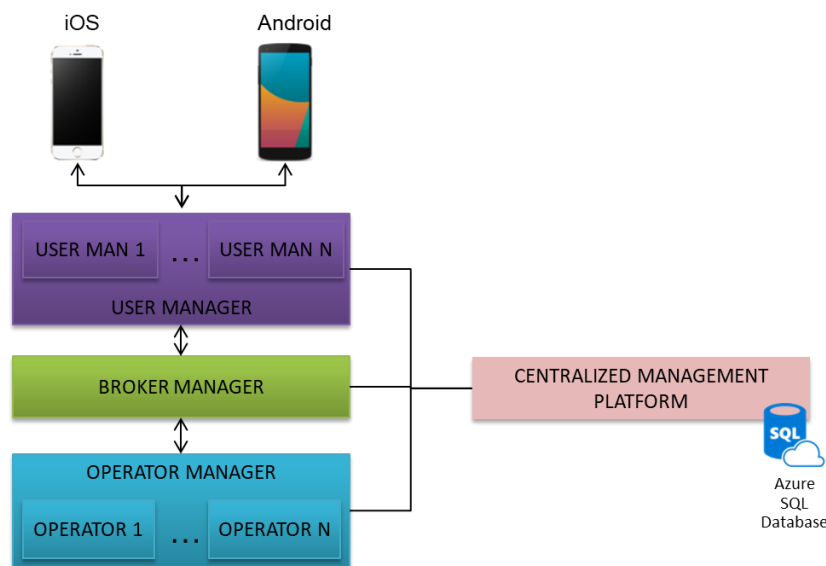 iOS
Android
USER MAN 1
...
USER MAN N
USER MANAGER
BROKER MANAGER
CENTRALIZED MANAGEMENT
PLATFORM
SQL
Azure
SQL
Database
OPERATOR MANAGER
OPERATOR 1
...
OPERATOR N